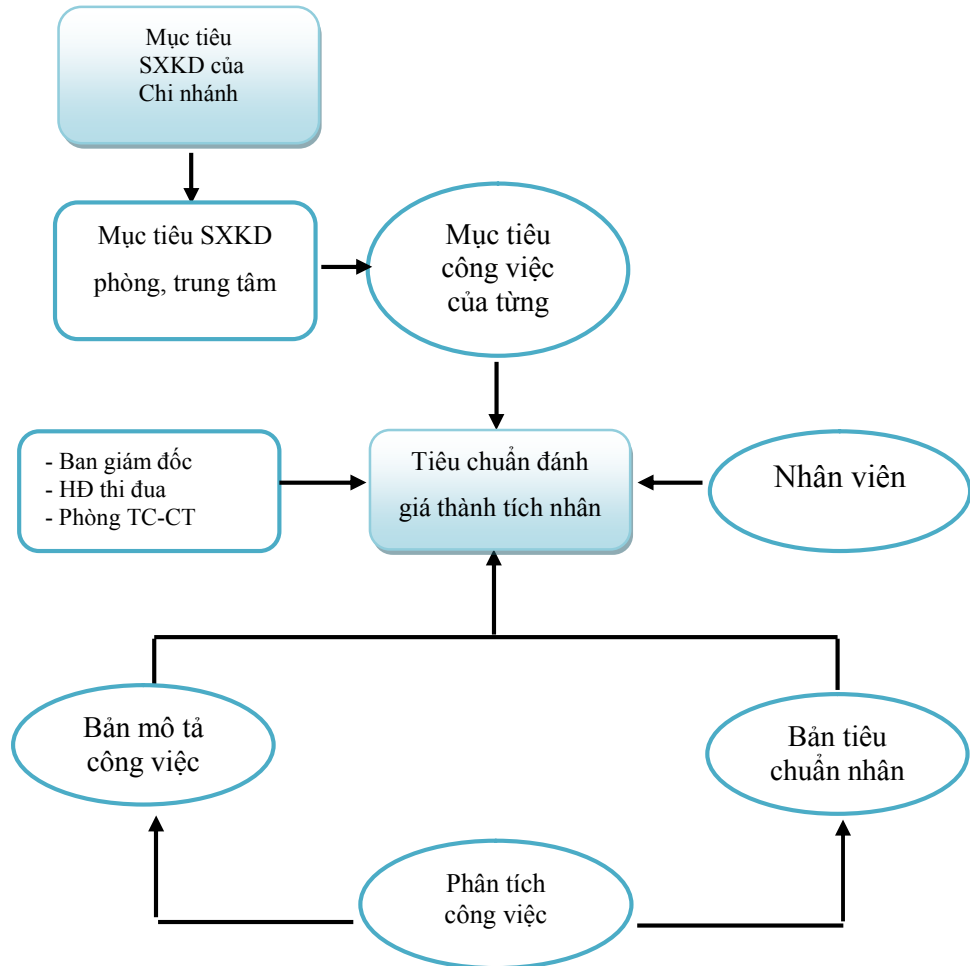 Mục tiêu
SXKD của
Chi nhánh
Mục tiêu SXKD
phòng, trung tâm
Mục tiêu
công việc
của từng
- Ban giám đốc
- HĐ thi đua
- Phòng TC-CT
Tiêu chuẩn đánh
giá thành tích nhân
Nhân viên
Bản mô tả
công việc
Bản tiêu
chuẩn nhân
Phân tích
công việc